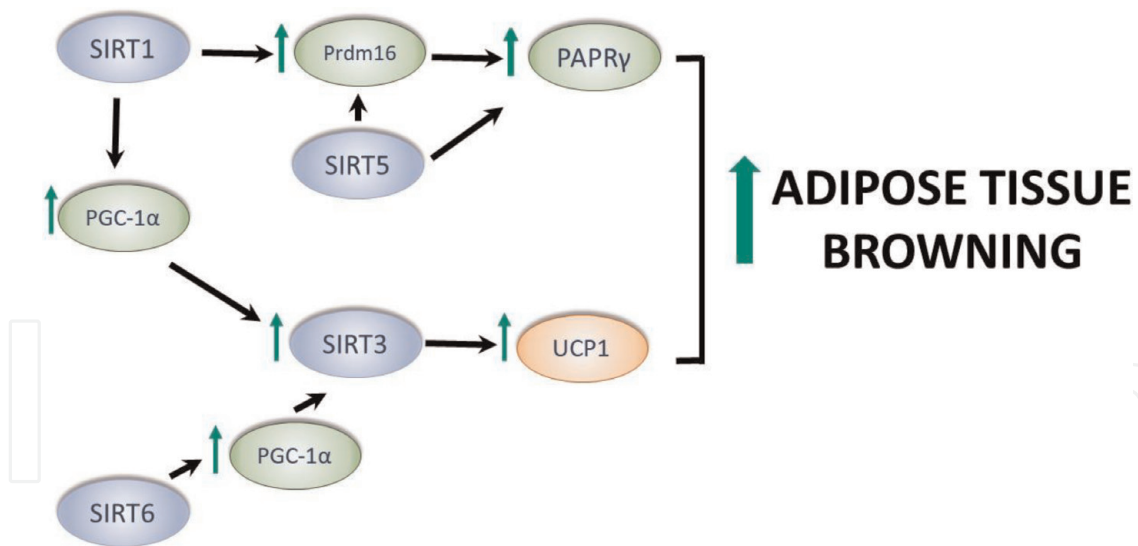 SIRT1
Prdm16
PAPRγ
SIRT5
PGC-1α
ADIPOSE TISSUE
BROWNING
SIRT3
UCP1
PGC-1α
SIRT6